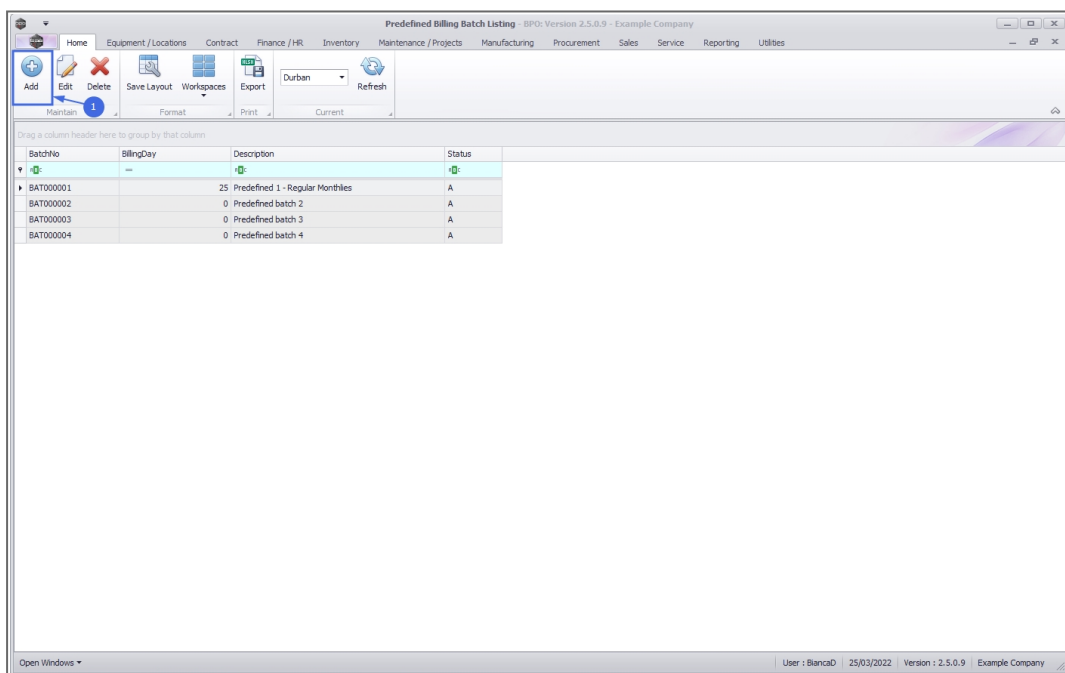 Predefined Billing Batch Listing - BPO: Version 2.5.0.9 - Example Company
Home Equipment / Locations Contract Finance / HR Inventory Maintenance / Projects Manufacturing Procurement Sales Service Reporting Utilities
Add Edit Delete Save Layout Workspaces Export Durban Refresh
Maintain 1 Format Print Current
Drag a column header here to group by that column
BatchNo BillingDay Description Status
BAT000001 25 Predefined 1 - Regular Monthlies A
BAT000002 0 Predefined batch 2 A
BAT000003 0 Predefined batch 3 A
BAT000004 0 Predefined batch 4 A
Open Windows User : BiancaD 25/03/2022 Version : 2.5.0.9 Example Company